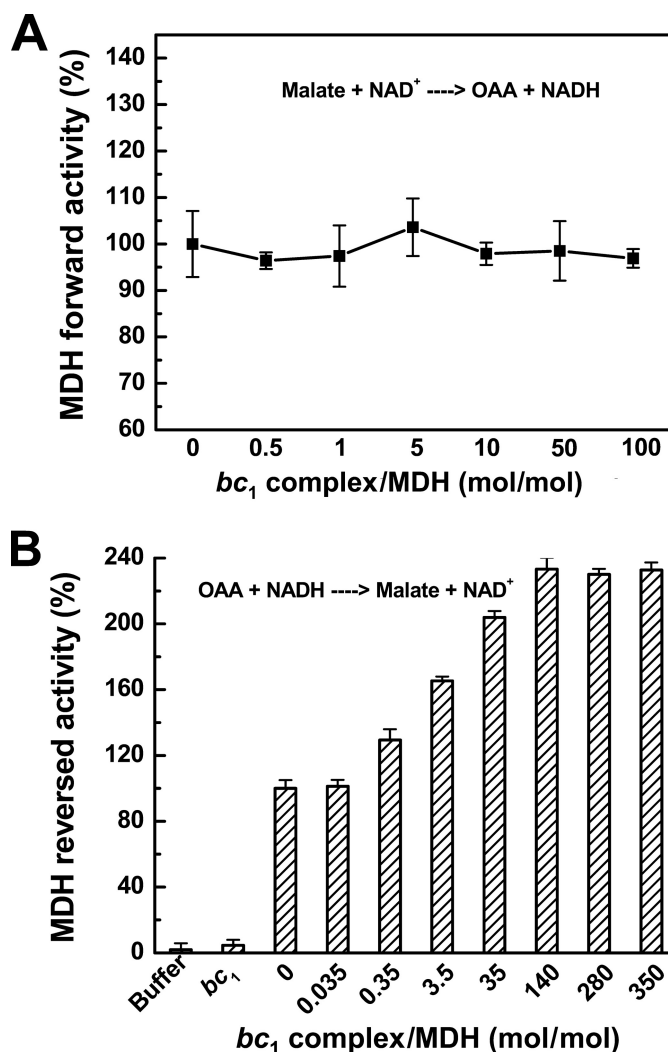 A
Malate + NAD⁺ ----> OAA + NADH
MDH forward activity (%)
140
130
120
110
100
90
80
70
60
0 0.5 1 5 10 50 100
bc₁ complex/MDH (mol/mol)
B
OAA + NADH ----> Malate + NAD⁺
MDH reversed activity (%)
240
200
160
120
80
40
0
Buffer bc₁ 0 0.035 0.35 3.5 35 140 280 350
bc₁ complex/MDH (mol/mol)